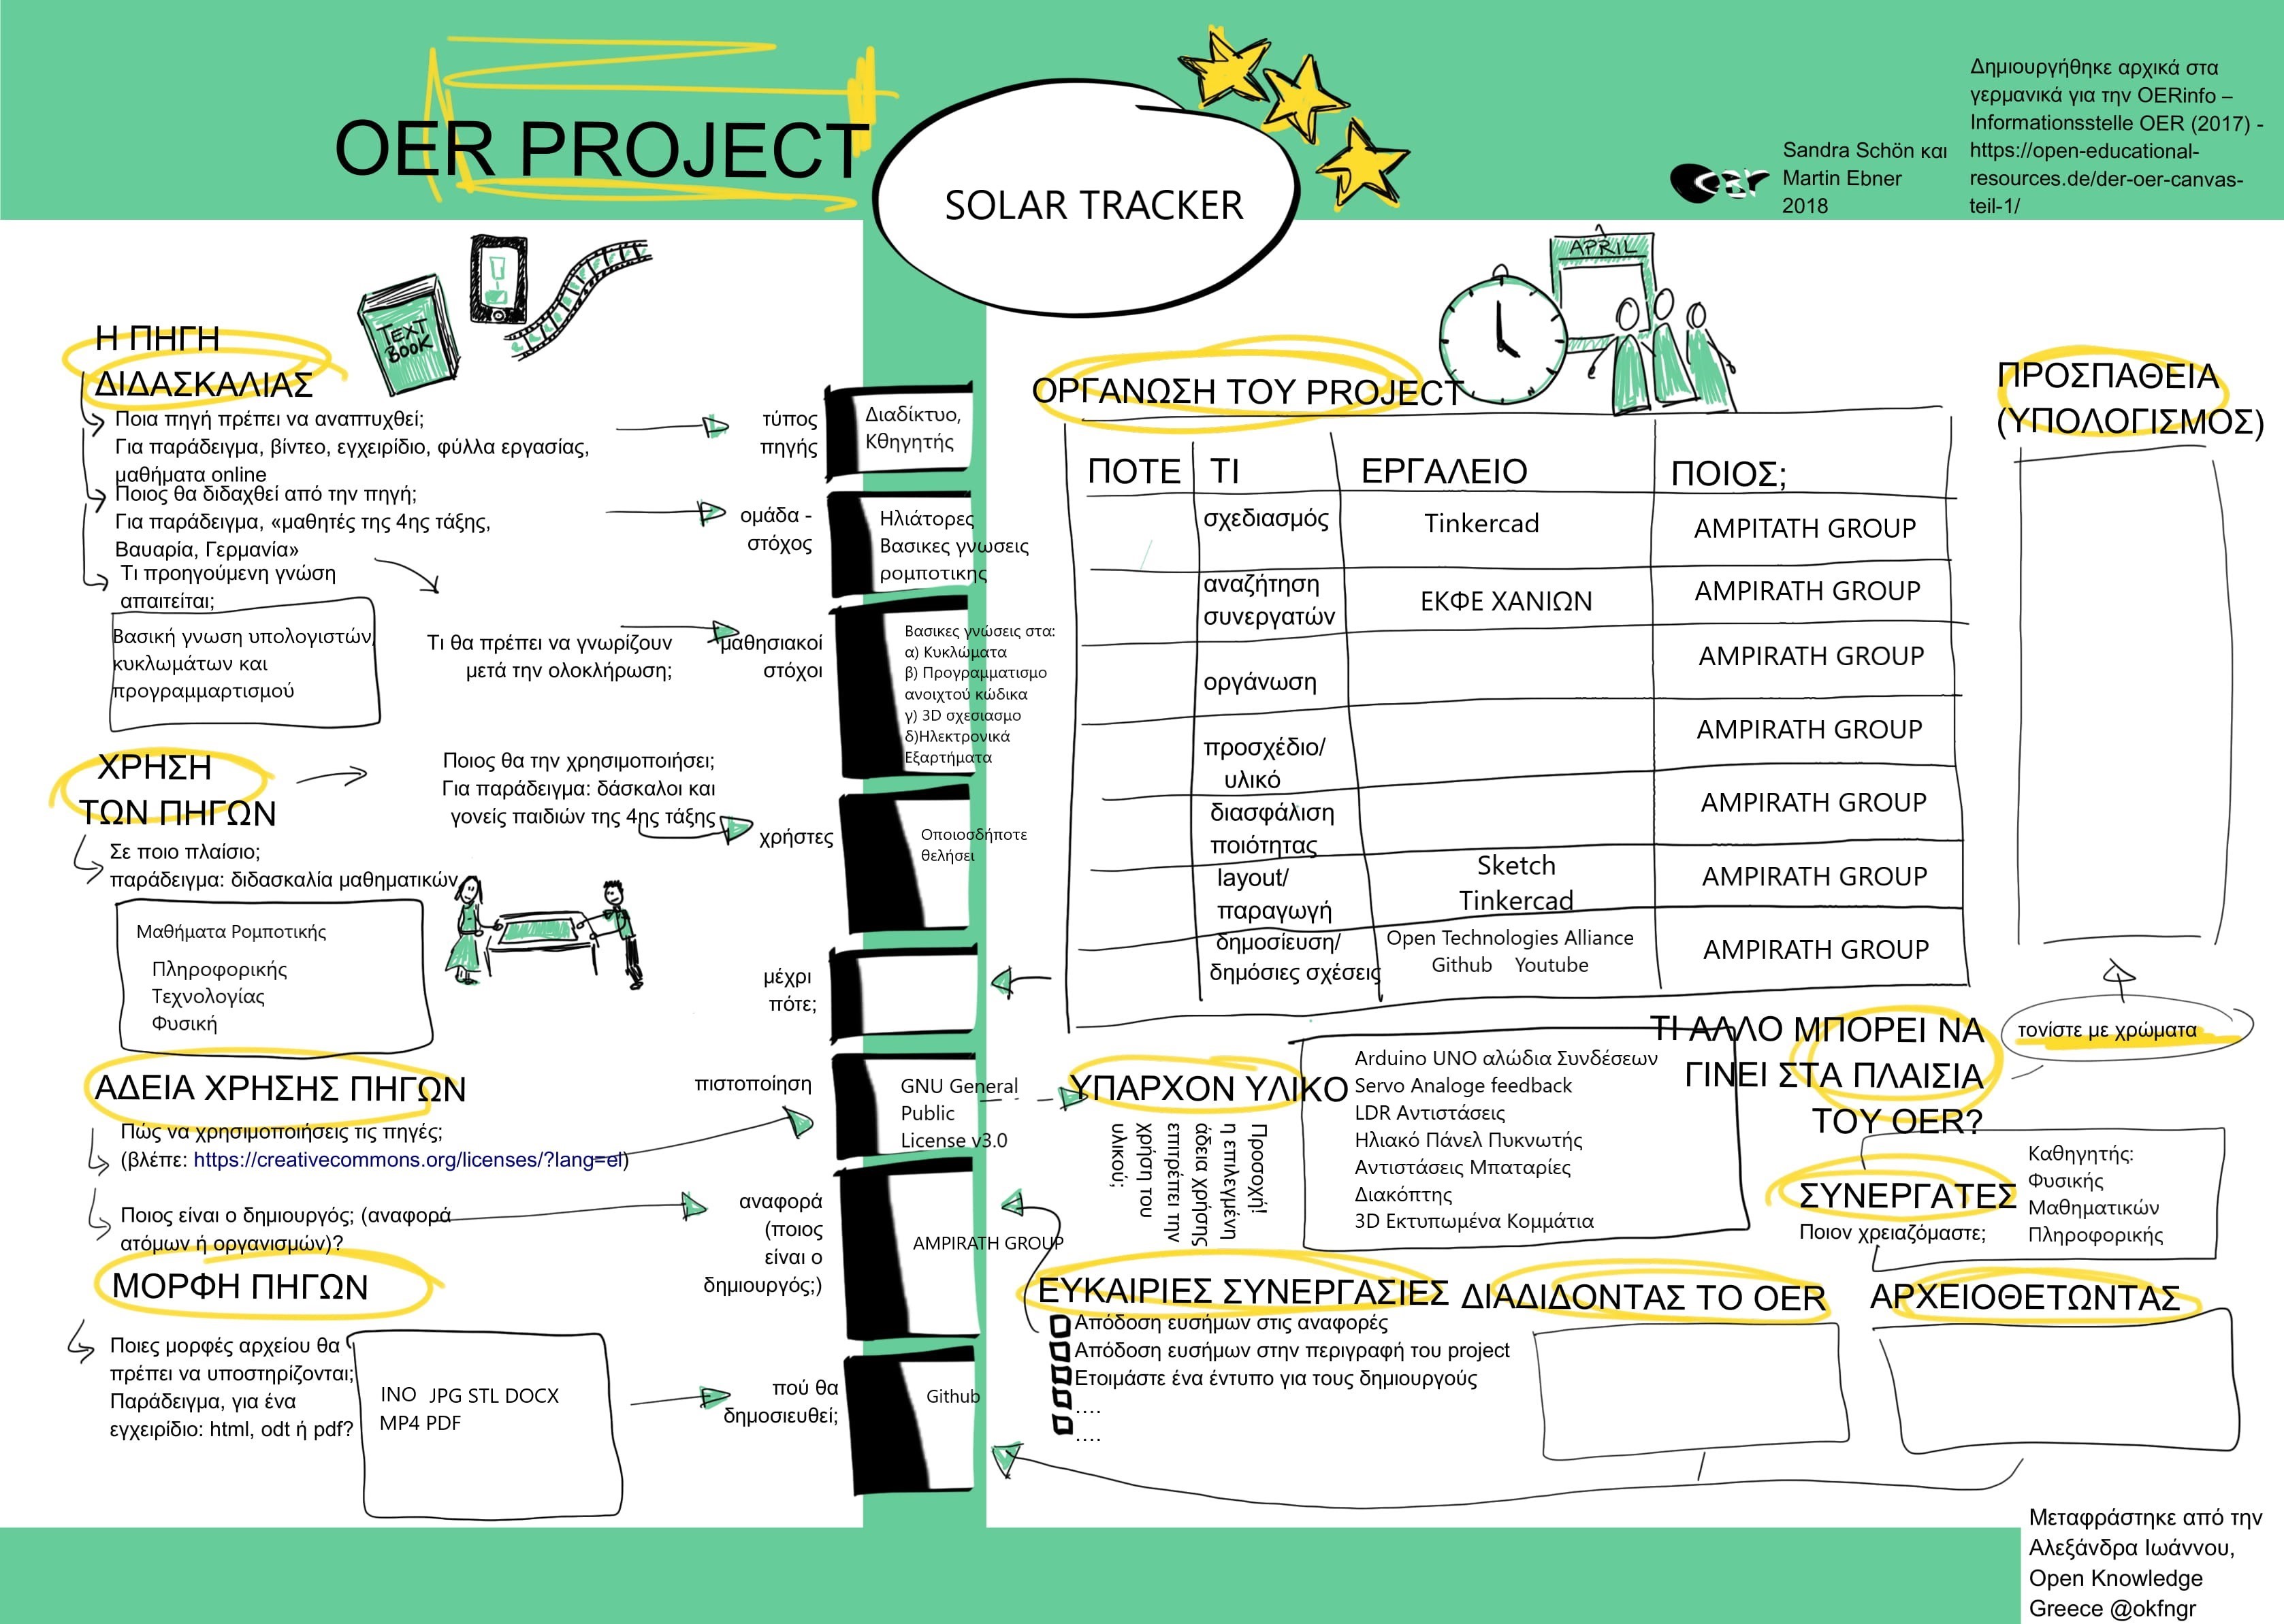 OER PROJECT
SOLAR TRACKER
Sandra Schön και
Martin Ebner
2018
Δημιουργήθηκε αρχικά στα
γερμανικά για την OERinfo –
Informationsstelle OER (2017) -
https://open-educational-
resources.de/der-oer-canvas-
teil-1/
TEXT
BOOK
APRIL
Η ΠΗΓΗ
ΔΙΔΑΣΚΑΛΙΑΣ
Ποια πηγή πρέπει να αναπτυχθεί;
Για παράδειγμα, βίντεο, εγχειρίδιο, φύλλα εργασίας,
μαθήματα online
Ποιος θα διδαχθεί από την πηγή;
Για παράδειγμα, «μαθητές της 4ης τάξης,
Βαυαρία, Γερμανία»
Τι προηγούμενη γνώση
απαιτείται;
Βασική γνωση υπολογιστών,
κυκλωμάτων και
προγραμμαρτισμού
Τι θα πρέπει να γνωρίζουν
μετά την ολοκλήρωση;
τύπος
πηγής
Διαδίκτυο,
Κθηγητής
ομάδα -
στόχος
Ηλιάτορες
Βασικες γνωσεις
ρομποτικης
μαθησιακοί
στόχοι
Βασικες γνώσεις στα:
α) Κυκλώματα
β) Προγραμματισμο
ανοιχτού κώδικα
γ) 3D σχεσιασμο
δ)Ηλεκτρονικά
Εξαρτήματα
ΧΡΗΣΗ
ΤΩΝ ΠΗΓΩΝ
Ποιος θα την χρησιμοποιήσει;
Για παράδειγμα: δάσκαλοι και
γονείς παιδιών της 4ης τάξης
χρήστες
Οποιοσδήποτε
θελήσει
Σε ποιο πλαίσιο;
παράδειγμα: διδασκαλία μαθηματικών
Μαθήματα Ρομποτικής
Πληροφορικής
Τεχνολογίας
Φυσική
μέχρι
πότε;
ΑΔΕΙΑ ΧΡΗΣΗΣ ΠΗΓΩΝ
Πώς να χρησιμοποιήσεις τις πηγές;
(βλέπε: https://creativecommons.org/licenses/?lang=el)
πιστοποίηση
GNU General
Public
License v3.0
Ποιος είναι ο δημιουργός; (αναφορά
ατόμων ή οργανισμών)?
αναφορά
(ποιος
είναι ο
δημιουργός;)
AMPIRATH GROUP
ΜΟΡΦΗ ΠΗΓΩΝ
Ποιες μορφές αρχείου θα
πρέπει να υποστηρίζονται;
Παράδειγμα, για ένα
εγχειρίδιο: html, odt ή pdf?
INO JPG STL DOCX
MP4 PDF
πού θα
δημοσιευθεί;
Github
ΟΡΓΑΝΩΣΗ ΤΟΥ PROJECT
ΠΟΤΕ ΤΙ ΕΡΓΑΛΕΙΟ ΠΟΙΟΣ;
σχεδιασμός Tinkercad AMPITATH GROUP
αναζήτηση
συνεργατών ΕΚΦΕ ΧΑΝΙΩΝ AMPIRATH GROUP
οργάνωση AMPIRATH GROUP
προσχέδιο/
υλικό AMPIRATH GROUP
διασφάλιση
ποιότητας AMPIRATH GROUP
layout/
παραγωγή
Sketch
Tinkercad
AMPIRATH GROUP
δημοσίευση/
δημόσιες σχέσεις
Open Technologies Alliance
Github Youtube
AMPIRATH GROUP
ΠΡΟΣΠΑΘΕΙΑ
(ΥΠΟΛΟΓΙΣΜΟΣ)
τονίστε με χρώματα
ΥΠΑΡΧΟΝ ΥΛΙΚΟ
Προσοχή!
η επιλεγμένη
άδεια χρήσης
επιτρέπει την
χρήση του
υλικού;
Arduino UNO αλώδια Συνδέσεων
Servo Analoge feedback
LDR Αντιστάσεις
Ηλιακό Πάνελ Πυκνωτής
Αντιστάσεις Μπαταρίες
Διακόπτης
3D Εκτυπωμένα Κομμάτια
ΤΙ ΑΛΛΟ ΜΠΟΡΕΙ ΝΑ
ΓΙΝΕΙ ΣΤΑ ΠΛΑΙΣΙΑ
ΤΟΥ OER?
ΣΥΝΕΡΓΑΤΕΣ
Ποιον χρειαζόμαστε;
Καθηγητής:
Φυσικής
Μαθηματικών
Πληροφορικής
ΕΥΚΑΙΡΙΕΣ ΣΥΝΕΡΓΑΣΙΕΣ
Απόδοση ευσήμων στις αναφορές
Απόδοση ευσήμων στην περιγραφή του project
Ετοιμάστε ένα έντυπο για τους δημιουργούς
....
....
ΔΙΑΔΙΔΟΝΤΑΣ ΤΟ OER
ΑΡΧΕΙΟΘΕΤΩΝΤΑΣ
Μεταφράστηκε από την
Αλεξάνδρα Ιωάννου,
Open Knowledge
Greece @okfngr